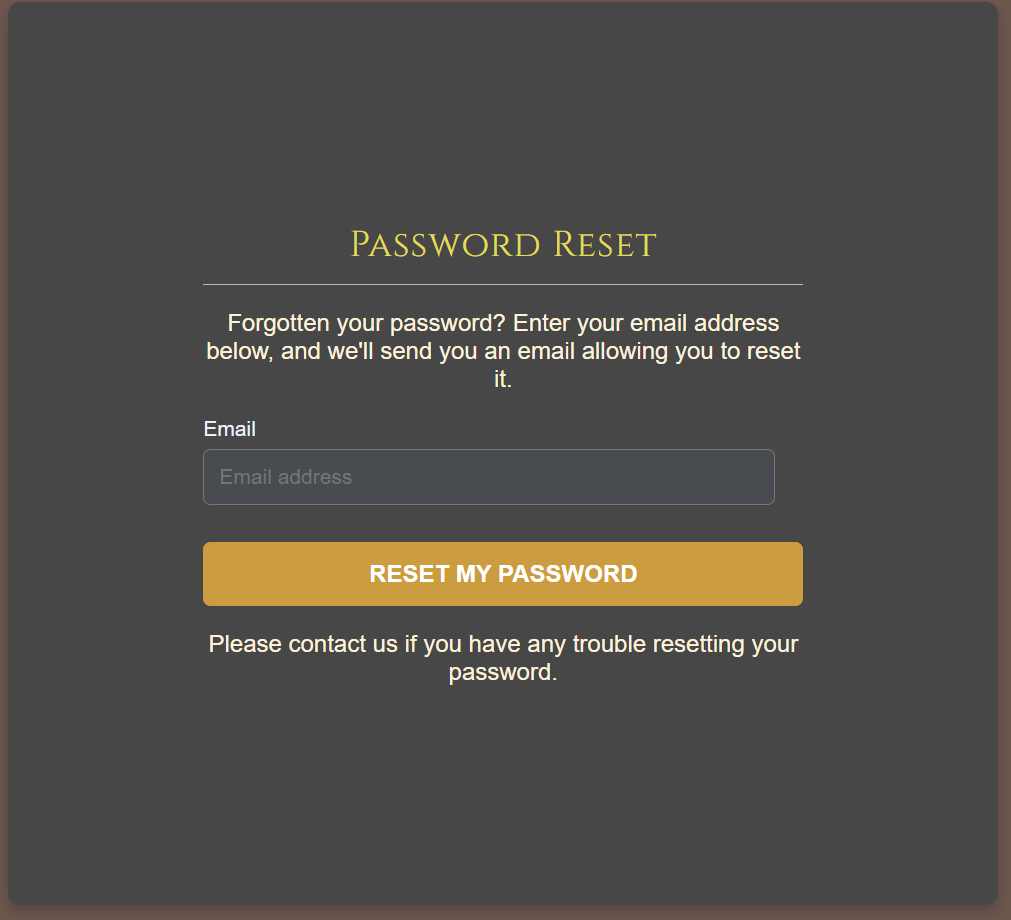 Password Reset
Forgotten your password? Enter your email address
below, and we'll send you an email allowing you to reset
it.
Email
Email address
RESET MY PASSWORD
Please contact us if you have any trouble resetting your
password.